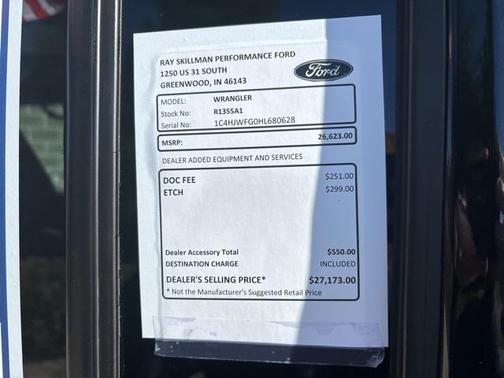 RAY SKILLMAN PERFORMANCE FORD
1250 US 31 SOUTH
GREENWOOD, IN 46143
Ford
MODEL: WRANGLER
Stock No: R1355A1
Serial No: 1C4HJWFG0HL680628
MSRP: 26,623.00
DEALER ADDED EQUIPMENT AND SERVICES
DOC FEE $251.00
ETCH $299.00
Dealer Accessory Total $550.00
DESTINATION CHARGE INCLUDED
DEALER'S SELLING PRICE* $27,173.00
* Not the Manufacturer's Suggested Retail Price